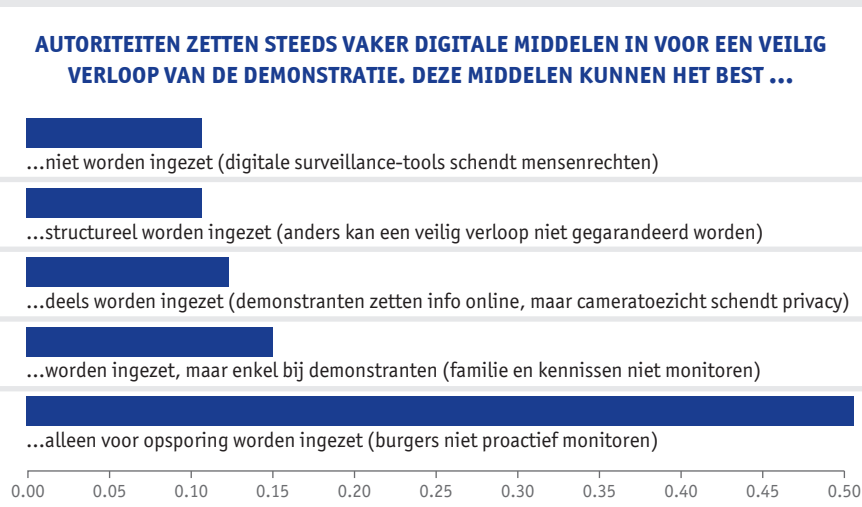 AUTORITEITEN ZETTEN STEEDS VAKER DIGITALE MIDDELEN IN VOOR EEN VEILIG
VERLOOP VAN DE DEMONSTRATIE. DEZE MIDDELEN KUNNEN HET BEST ...
...niet worden ingezet (digitale surveillance-tools schendt mensenrechten)
...structureel worden ingezet (anders kan een veilig verloop niet gegarandeerd worden)
...deels worden ingezet (demonstranten zetten info online, maar cameratoezicht schendt privacy)
...worden ingezet, maar enkel bij demonstranten (familie en kennissen niet monitoren)
...alleen voor opsporing worden ingezet (burgers niet proactief monitoren)
0.00 0.05 0.10 0.15 0.20 0.25 0.30 0.35 0.40 0.45 0.50